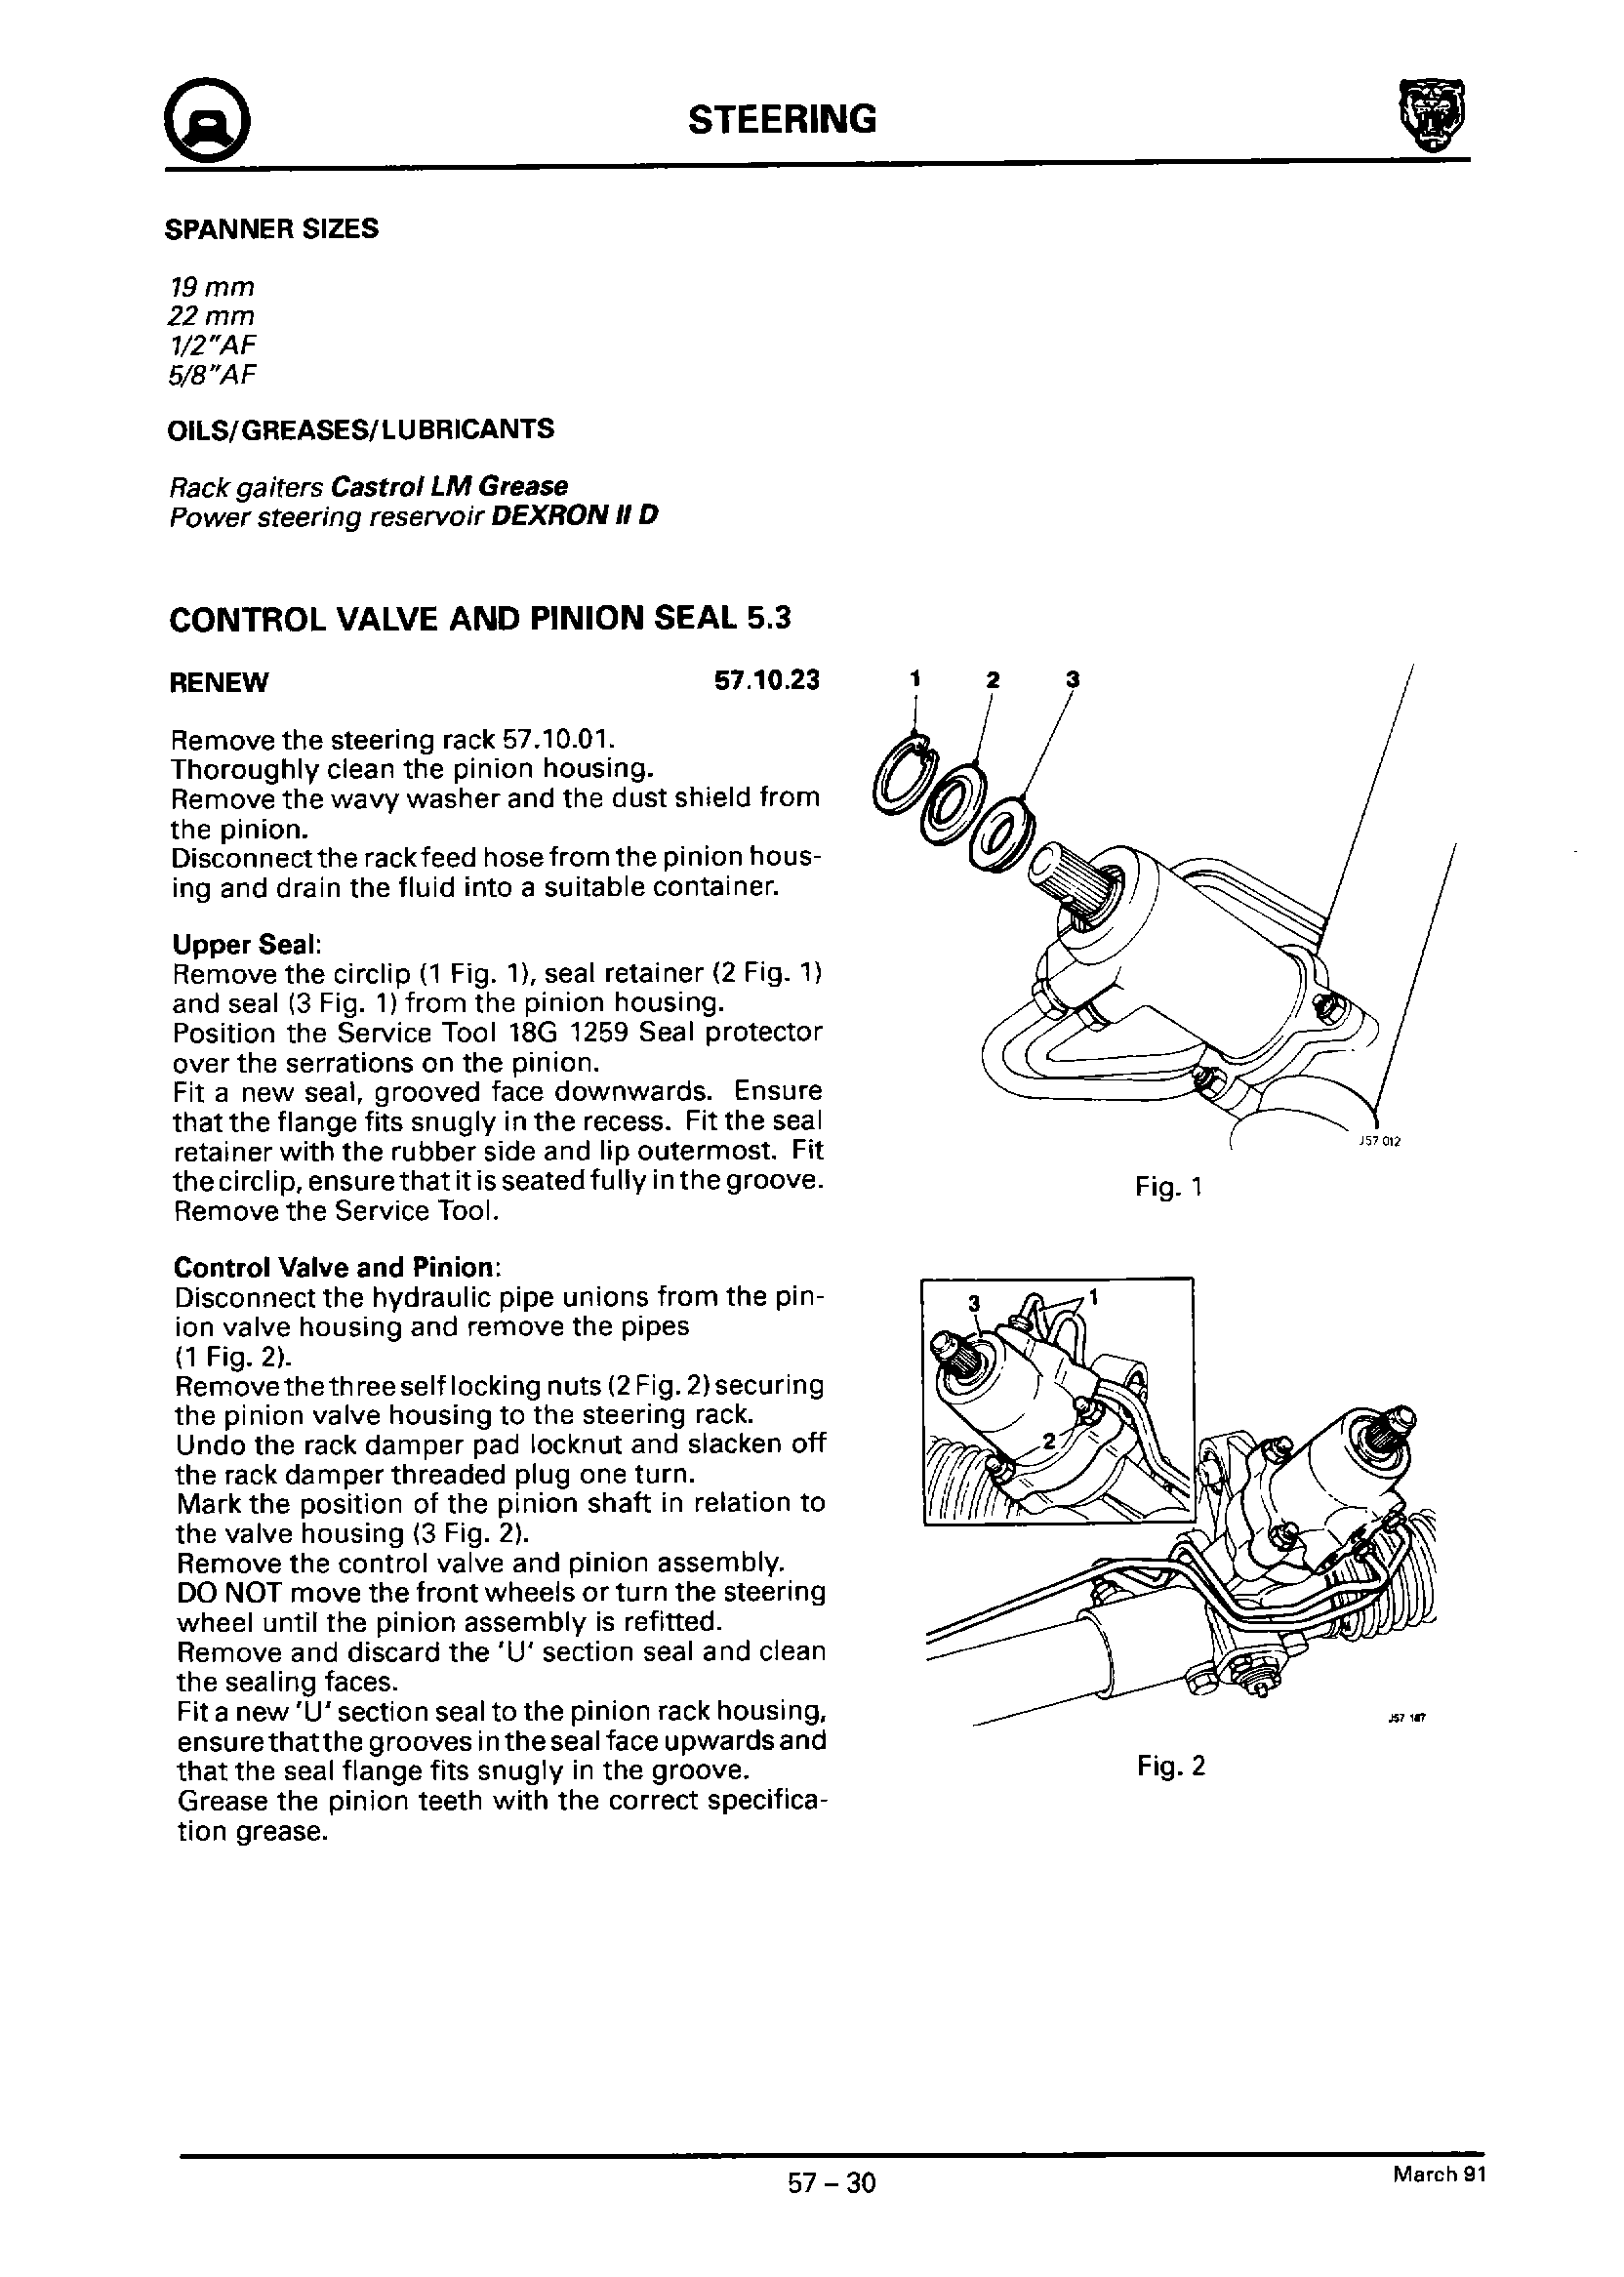 STEERING
SPANNER SIZES
19 mm
22 mm
1/2"AF
5/8"AF
OILS/GREASES/LUBRICANTS
Rack gaiters Castrol LM Grease
Power steering reservoir DEXRON II D
CONTROL VALVE AND PINION SEAL 5.3
RENEW 57.10.23
Remove the steering rack 57.10.01.
Thoroughly clean the pinion housing.
Remove the wavy washer and the dust shield from
the pinion.
Disconnect the rack feed hose from the pinion hous-
ing and drain the fluid into a suitable container.
Upper Seal:
Remove the circlip (1 Fig. 1), seal retainer (2 Fig. 1)
and seal (3 Fig. 1) from the pinion housing.
Position the Service Tool 18G 1259 Seal protector
over the serrations on the pinion.
Fit a new seal, grooved face downwards. Ensure
that the flange fits snugly in the recess. Fit the seal
retainer with the rubber side and lip outermost. Fit
the circlip, ensure that it is seated fully in the groove.
Remove the Service Tool.
Control Valve and Pinion:
Disconnect the hydraulic pipe unions from the pin-
ion valve housing and remove the pipes
(1 Fig. 2).
Remove the three self locking nuts (2 Fig. 2) securing
the pinion valve housing to the steering rack.
Undo the rack damper pad locknut and slacken off
the rack damper threaded plug one turn.
Mark the position of the pinion shaft in relation to
the valve housing (3 Fig. 2).
Remove the control valve and pinion assembly.
DO NOT move the front wheels or turn the steering
wheel until the pinion assembly is refitted.
Remove and discard the 'U' section seal and clean
the sealing faces.
Fit a new 'U' section seal to the pinion rack housing,
ensure that the grooves in the seal face upwards and
that the seal flange fits snugly in the groove.
Grease the pinion teeth with the correct specifica-
tion grease.
1 2 3
J57 012
Fig. 1
3 1
2
J57
Fig. 2
57 – 30
March 91